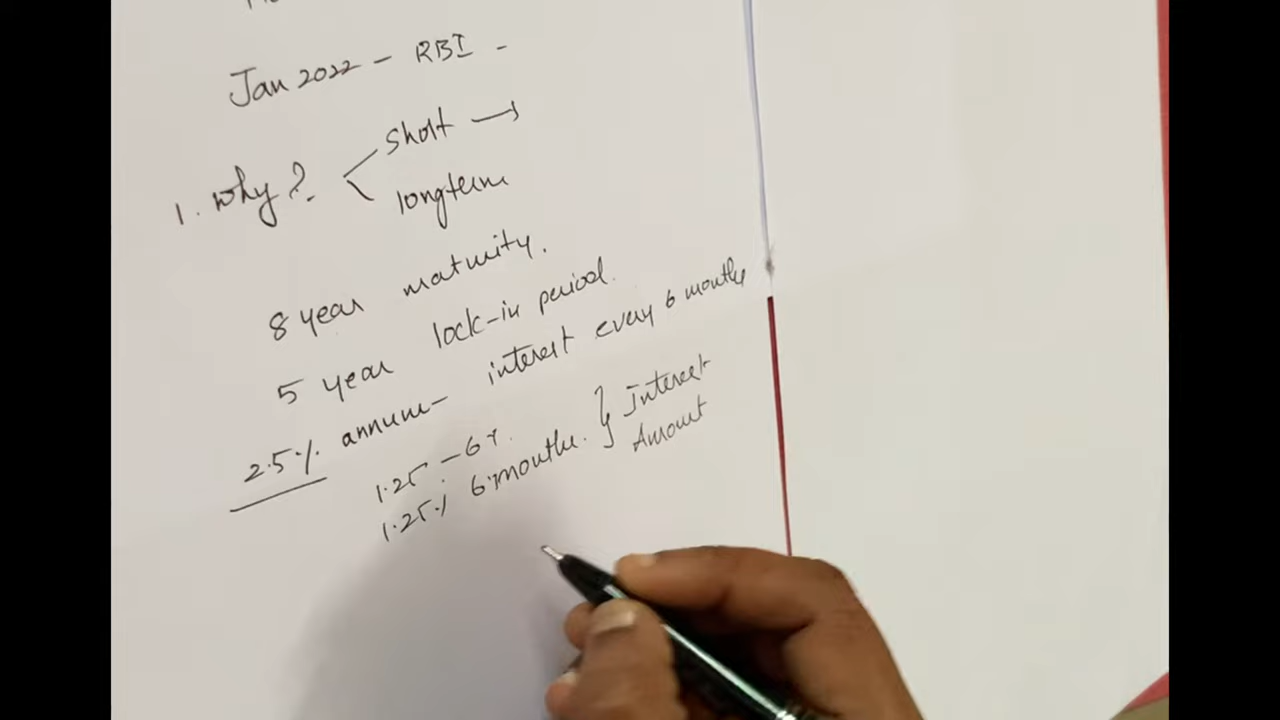 Jan 2022 - RBI -
1. Why? < Short →
longterm
8 year maturity.
5 year lock-in period.
2.5% annum - interest every 6 months
1.25 - 6
1.25% 6 months. } Interest Amount